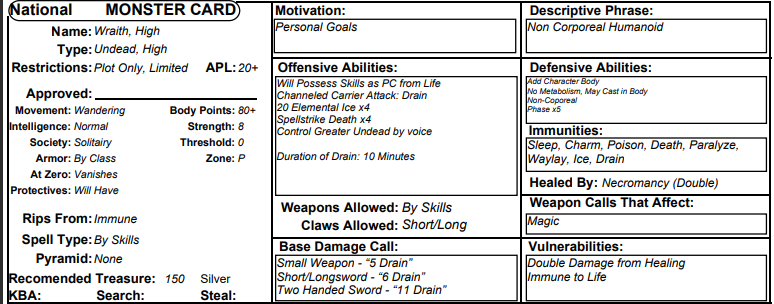 National MONSTER CARD
Name: Wraith, High
Type: Undead, High
Restrictions: Plot Only, Limited APL: 20+
Approved:
Movement: Wandering Body Points: 80+
Intelligence: Normal Strength: 8
Society: Solitairy Threshold: 0
Armor: By Class Zone: P
At Zero: Vanishes
Protectives: Will Have
Rips From: Immune
Spell Type: By Skills
Pyramid: None
Recomended Treasure: 150 Silver
KBA: Search: Steal:
Motivation:
Personal Goals
Offensive Abilities:
Will Possess Skills as PC from Life
Channeled Carrier Attack: Drain
20 Elemental Ice x4
Spellstrike Death x4
Control Greater Undead by voice
Duration of Drain: 10 Minutes
Weapons Allowed: By Skills
Claws Allowed: Short/Long
Base Damage Call:
Small Weapon - “5 Drain”
Short/Longsword - “6 Drain”
Two Handed Sword - “11 Drain”
Descriptive Phrase:
Non Corporeal Humanoid
Defensive Abilities:
Add Character Body
No Metabolism, May Cast in Body
Non-Coporeal
Phase x5
Immunities:
Sleep, Charm, Poison, Death, Paralyze,
Waylay, Ice, Drain
Healed By: Necromancy (Double)
Weapon Calls That Affect:
Magic
Vulnerabilities:
Double Damage from Healing
Immune to Life